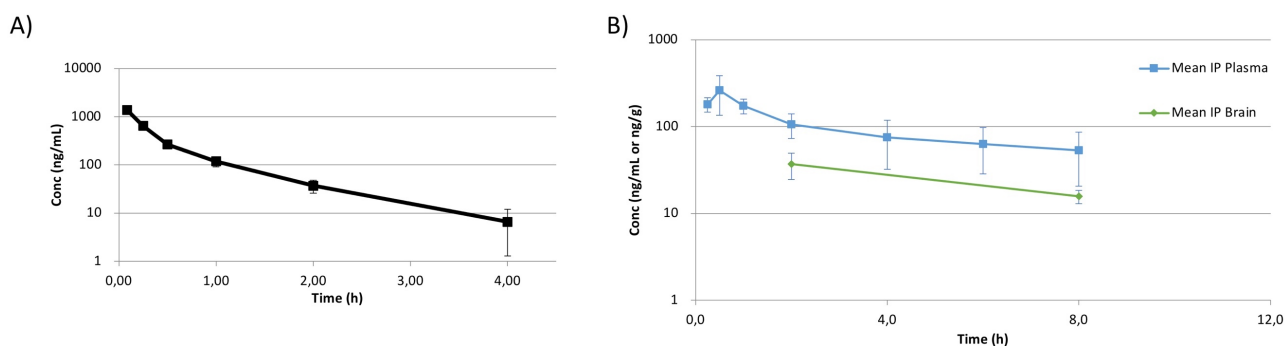 A)
Conc (ng/mL)
10000
1000
100
10
1
0,00
1,00
2,00
3,00
4,00
Time (h)
B)
Conc (ng/mL or ng/g)
1000
100
10
1
0,0
4,0
8,0
12,0
Time (h)
Mean IP Plasma
Mean IP Brain